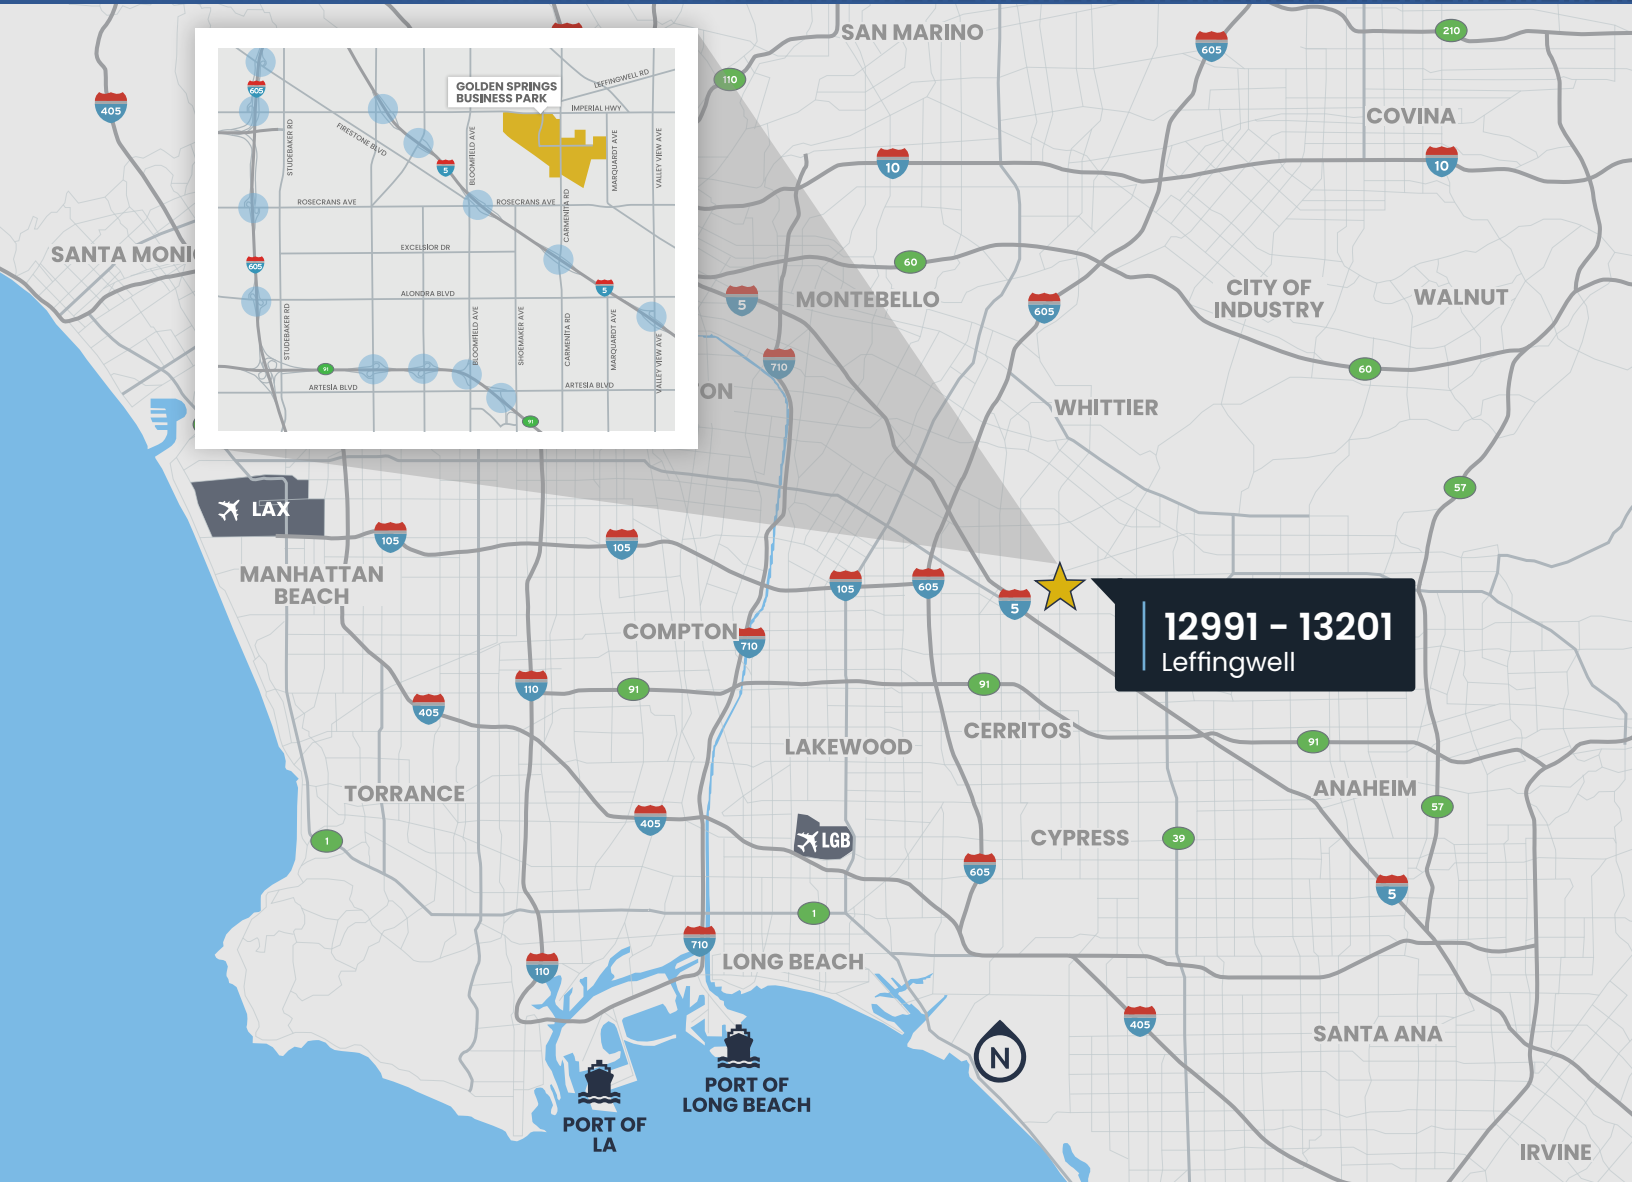 SAN MARINO
605
210
110
405
COVINA
10
10
SANTA MONI
60
5
MONTEBELLO
605
CITY OF
INDUSTRY
WALNUT
710
60
TON
WHITTIER
57
GOLDEN SPRINGS
BUSINESS PARK
LEFFINGWELL RD
IMPERIAL HWY
605
STUDEBAKER RD
FIRESTONE BLVD
BLOOMFIELD AVE
MARQUARDT AVE
VALLEY VIEW AVE
5
ROSECRANS AVE
ROSECRANS AVE
CARMENITA RD
EXCELSIOR DR
605
ALONDRA BLVD
5
STUDEBAKER RD
BLOOMFIELD AVE
SHOEMAKER AVE
CARMENITA RD
MARQUARDT AVE
VALLEY VIEW AVE
91
ARTESIA BLVD
ARTESIA BLVD
91
LAX
105
105
MANHATTAN
BEACH
105
605
5
12991 - 13201
Leffingwell
COMPTON
710
110
91
91
405
CERRITOS
LAKEWOOD
91
TORRANCE
ANAHEIM
57
405
1
LGB
CYPRESS
39
605
5
1
710
LONG BEACH
110
405
SANTA ANA
N
PORT OF
LONG BEACH
PORT OF
LA
IRVINE